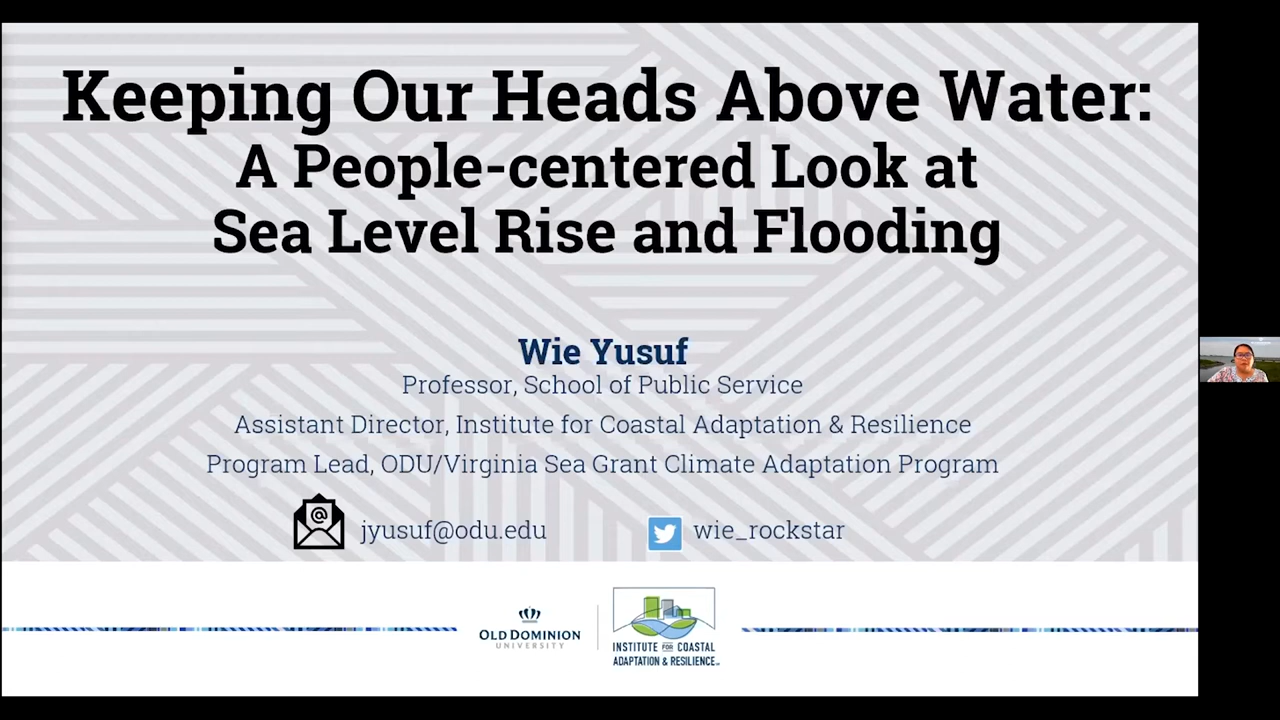 Keeping Our Heads Above Water:
A People-centered Look at
Sea Level Rise and Flooding
Wie Yusuf
Professor, School of Public Service
Assistant Director, Institute for Coastal Adaptation & Resilience
Program Lead, ODU/Virginia Sea Grant Climate Adaptation Program
@ jyusuf@odu.edu wie_rockstar
OLD DOMINION
UNIVERSITY
INSTITUTE FOR COASTAL
ADAPTATION & RESILIENCE